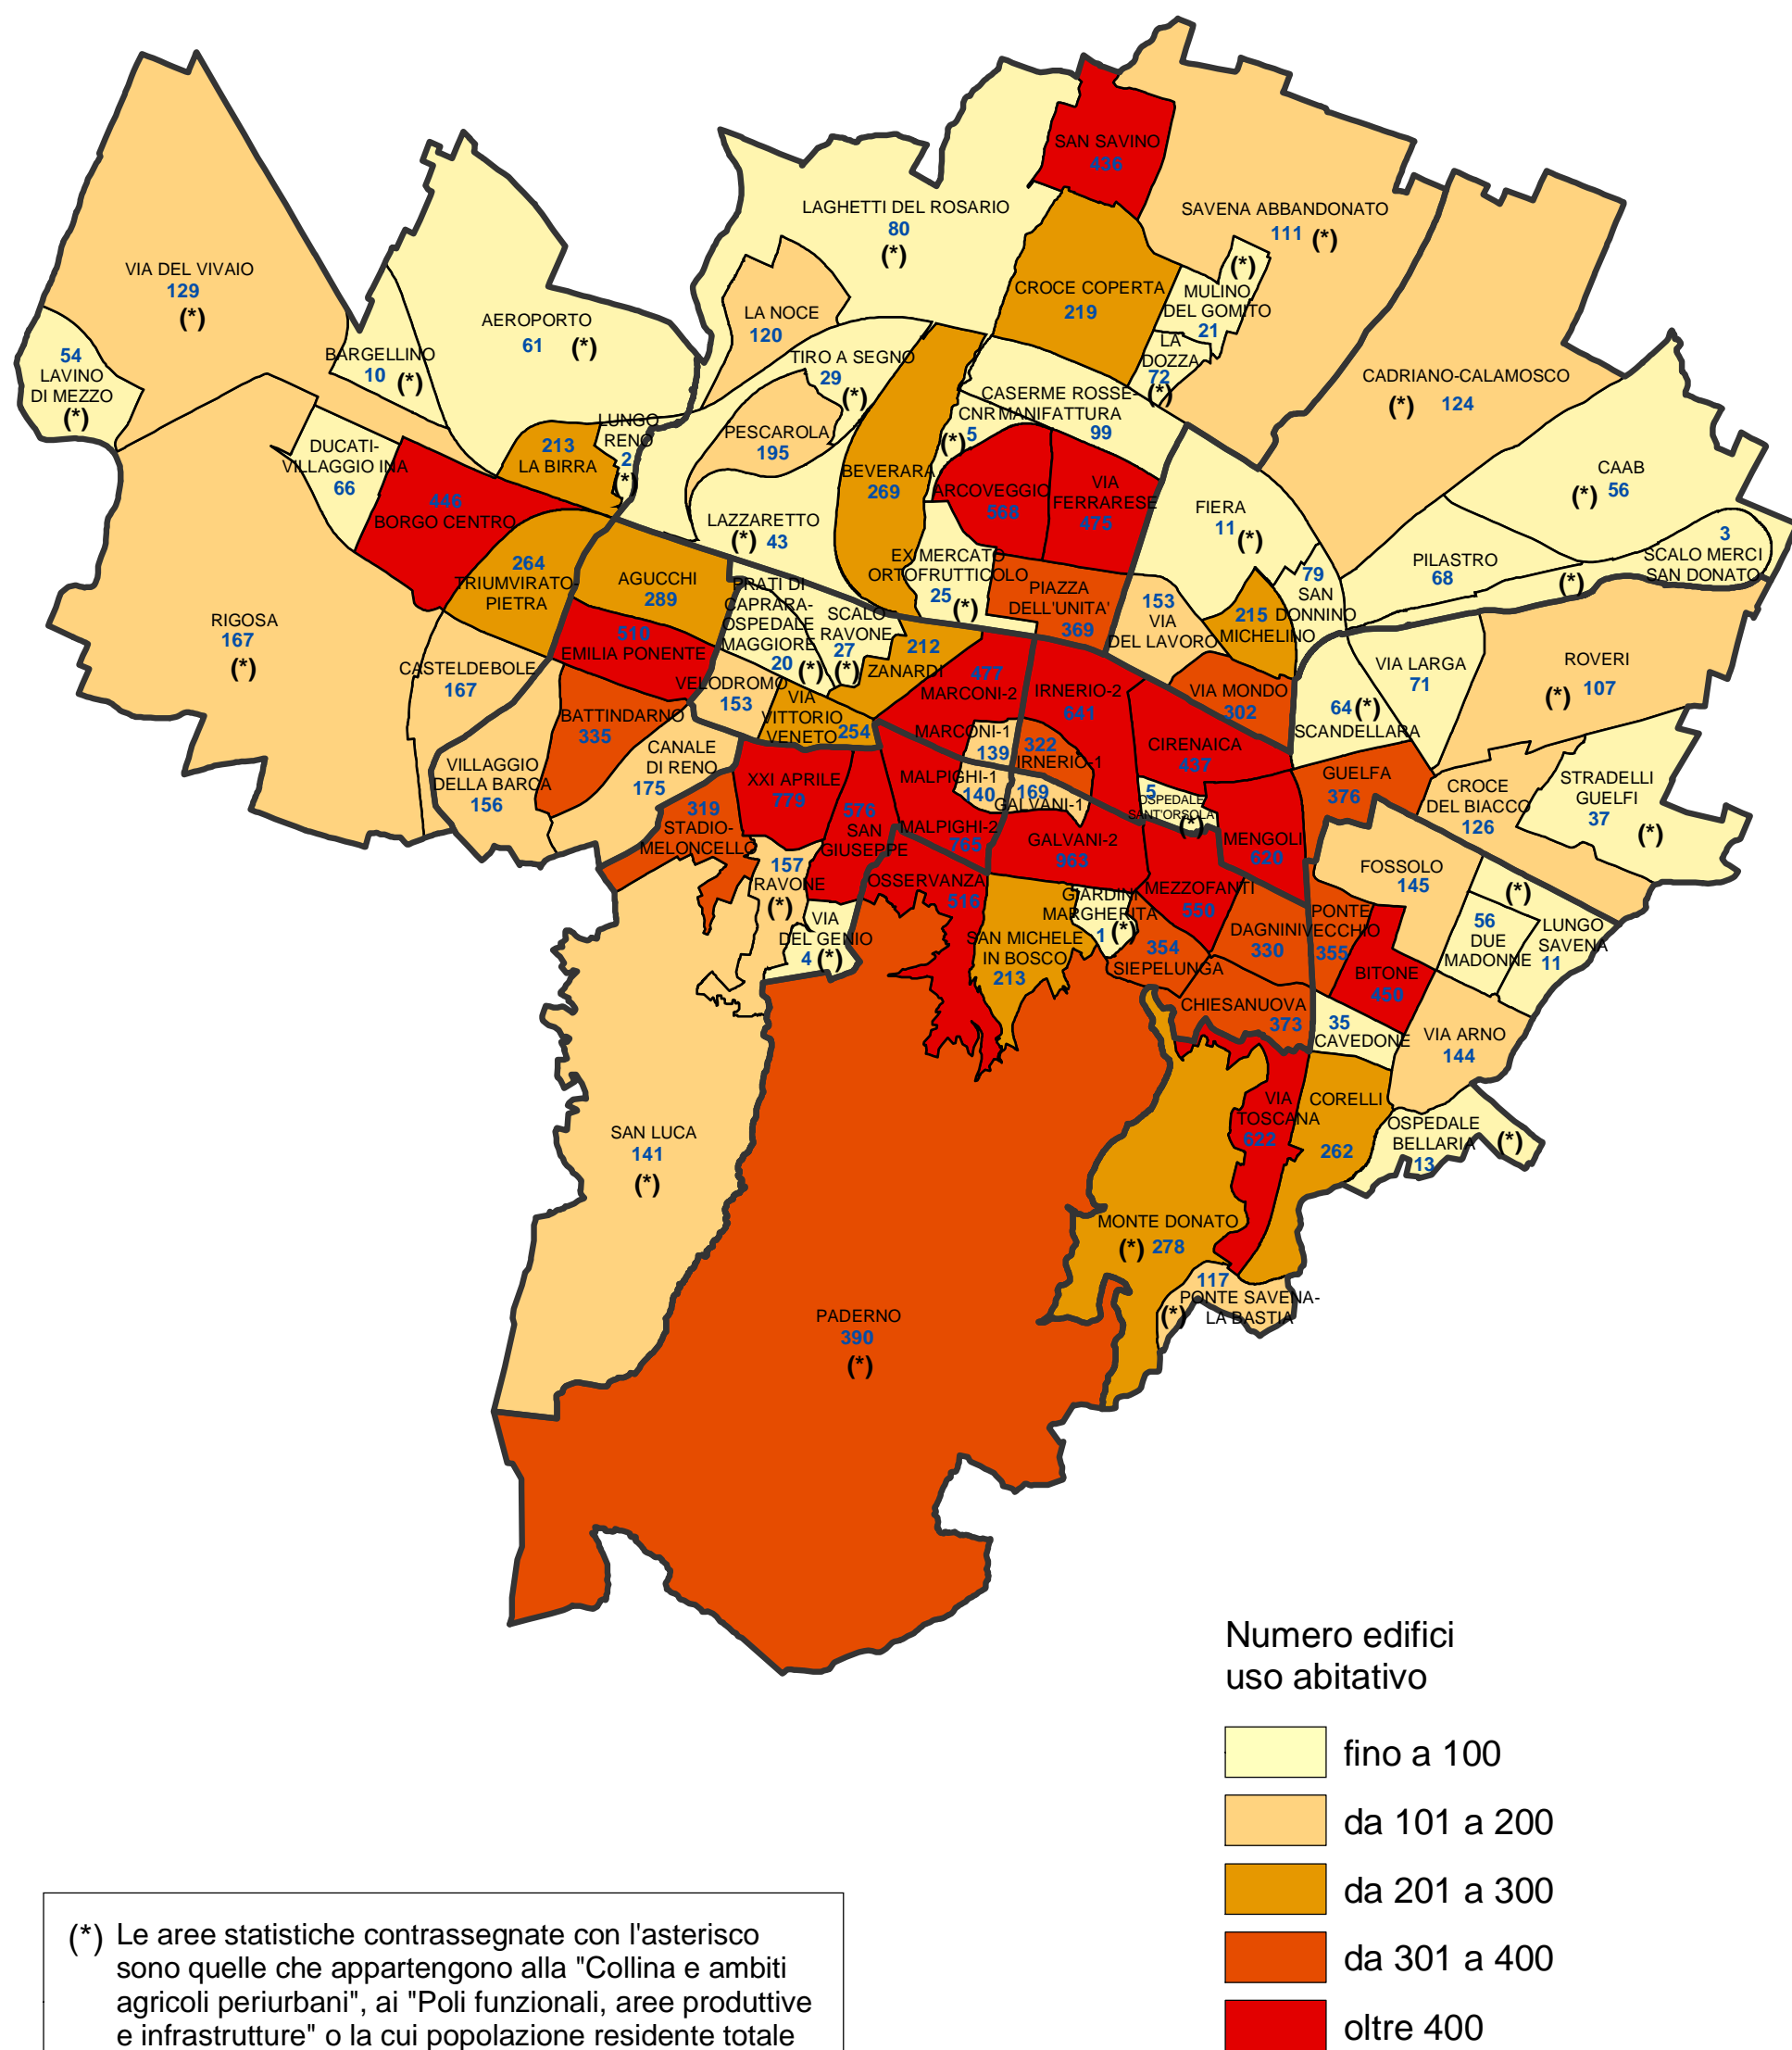 SAN SAVINO
436
LAGHETTI DEL ROSARIO
80
(*)
SAVENA ABBANDONATO
111 (*)
VIA DEL VIVAIO
129
(*)
CROCE COPERTA
219
(*)
MULINO
DEL GOMITO
21
LA NOCE
120
AEROPORTO
61 (*)
BARGELLINO
10 (*)
54
LAVINO
DI MEZZO
(*)
TIRO A SEGNO
29
(*)
LA
DOZZA
72
(*)
CADRIANO-CALAMOSCO
(*) 124
CASERME ROSSE-
MANIFATTURA
99
CNR
(*) 5
LUNGO
RENO
2
(*)
213
LA BIRRA
DUCATI-
VILLAGGIO INA
66
PESCAROLA
195
BEVERARA
269
CAAB
(*) 56
446
BORGO CENTRO
ARCOVEGGIO
568
VIA
FERRARESE
475
FIERA
11 (*)
LAZZARETTO
(*) 43
3
SCALO MERCI
SAN DONATO
(*)
PILASTRO
68
264
TRIUMVIRATO-
PIETRA
EX MERCATO
ORTOFRUTTICOLO
25 (*)
AGUCCHI
289
PRATI DI
CAPRARA-
OSPEDALE
MAGGIORE
20 (*)
PIAZZA
DELL'UNITA'
369
153
VIA
DEL LAVORO
79
SAN
DONNINO
215
MICHELINO
RIGOSA
167
(*)
SCALO
RAVONE
27
(*)
212
ZANARDI
510
EMILIA PONENTE
CASTELDEBOLE
167
VIA LARGA
71
ROVERI
(*) 107
477
MARCONI-2
IRNERIO-2
641
VIA MONDO
302
VELODROMO
153
VIA
VITTORIO
VENETO
254
BATTINDARNO
335
64 (*)
SCANDELLARA
MARCONI-1
139
322
IRNERIO-1
CIRENAICA
437
CANALE
DI RENO
175
VILLAGGIO
DELLA BARCA
156
XXI APRILE
779
MALPIGHI-1
140
169
GALVANI-1
5
OSPEDALE
SANT'ORSOLA
(*)
GUELFA
376
CROCE
DEL BIACCO
126
STRADELLI
GUELFI
37 (*)
319
STADIO-
MELONCELLO
576
SAN
GIUSEPPE
MALPIGHI-2
765
GALVANI-2
963
MENGOLI
620
FOSSOLO
145
157
RAVONE
(*)
OSSERVANZA
516
GIARDINI
MARGHERITA
1 (*)
MEZZOFANTI
550
(*)
VIA
DEL GENIO
4 (*)
SAN MICHELE
IN BOSCO
213
354
SIEPELUNGA
DAGNINI
330
PONTE
VECCHIO
355
56
DUE
MADONNE
LUNGO
SAVENA
11
BITONE
450
CHIESANUOVA
373
35
CAVEDONE
VIA ARNO
144
SAN LUCA
141
(*)
VIA
TOSCANA
622
CORELLI
262
OSPEDALE
BELLARIA
13
(*)
MONTE DONATO
(*) 278
117
PONTE SAVENA-
LA BASTIA
(*)
PADERNO
390
(*)
Numero edifici
uso abitativo
fino a 100
da 101 a 200
da 201 a 300
da 301 a 400
oltre 400
(*) Le aree statistiche contrassegnate con l'asterisco
sono quelle che appartengono alla "Collina e ambiti
agricoli periurbani", ai "Poli funzionali, aree produttive
e infrastrutture" o la cui popolazione residente totale